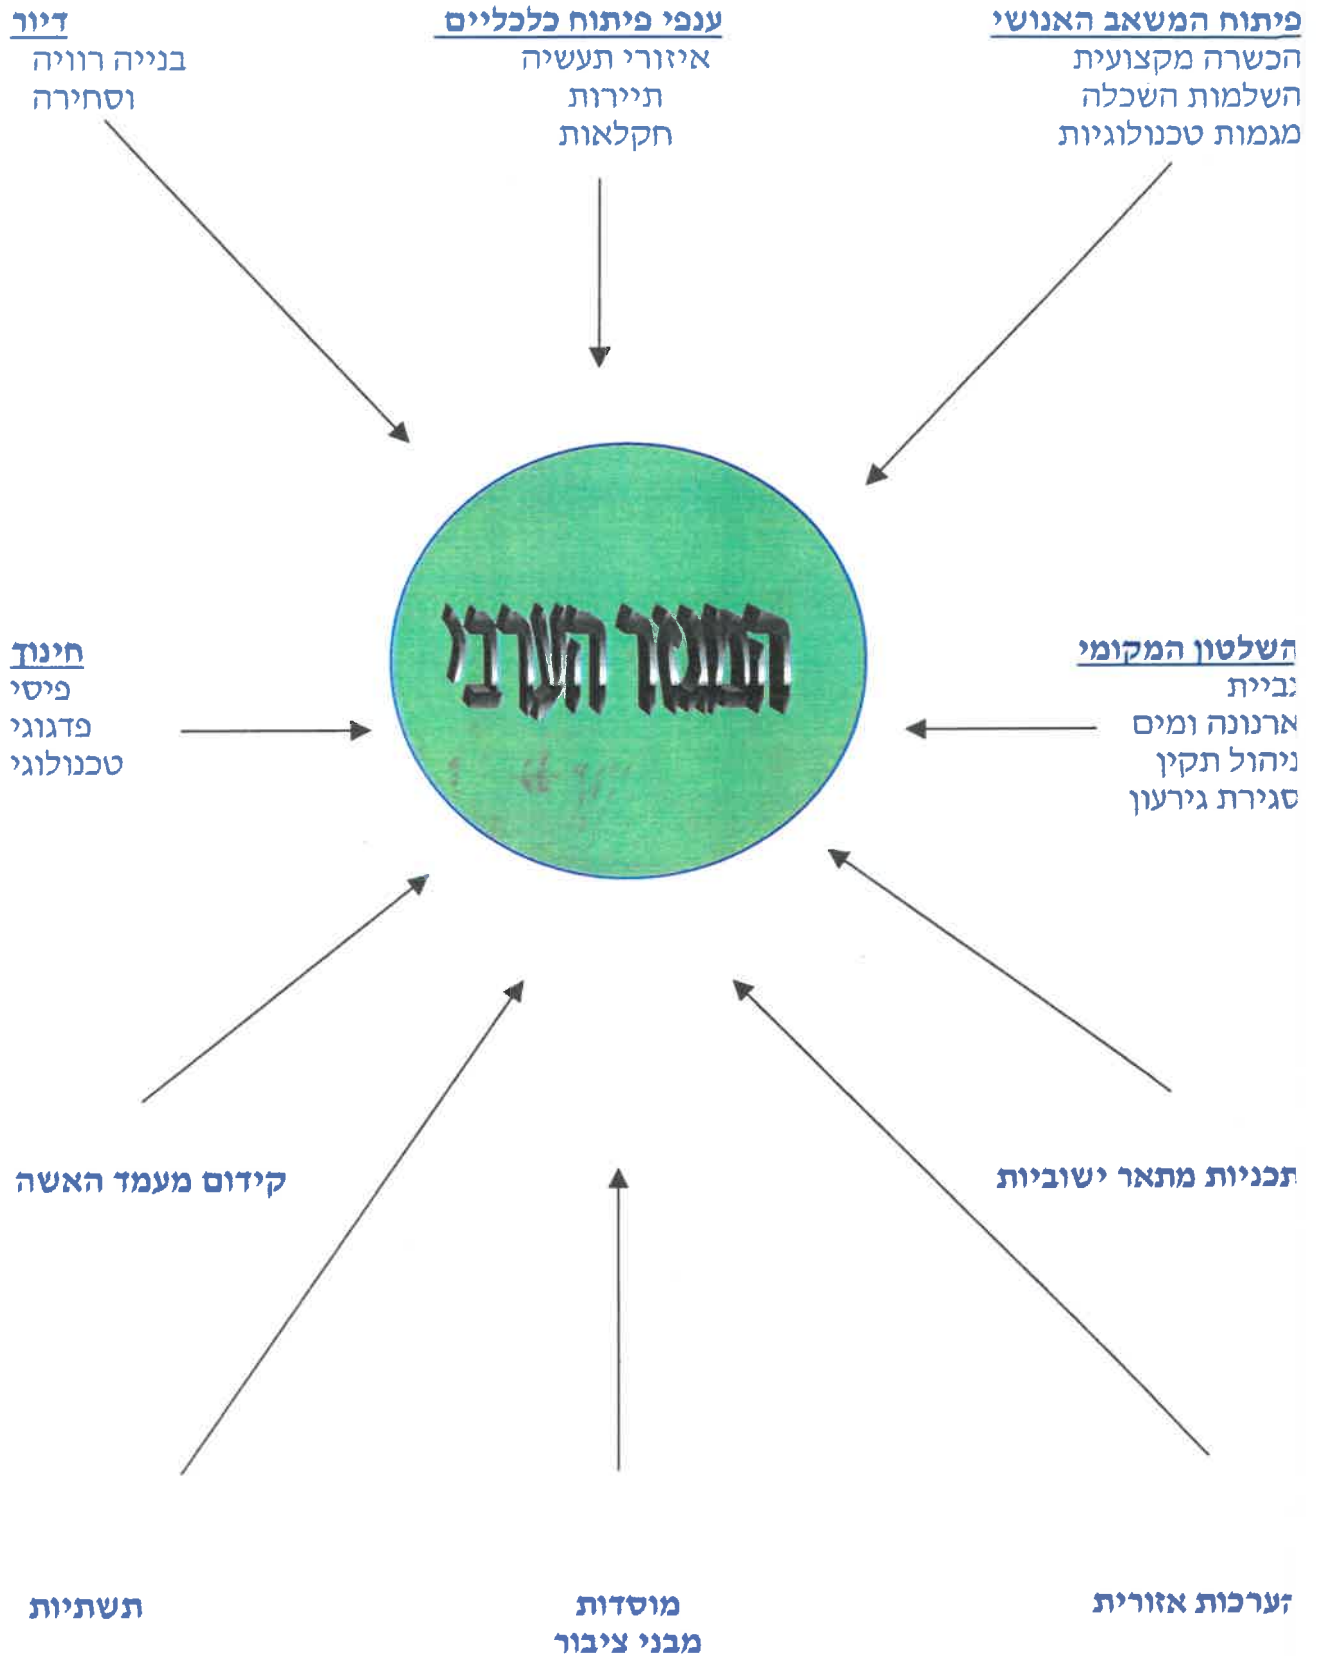 פיתוח המשאב האנושי
הכשרה מקצועית
השלמות השכלה
מגמות טכנולוגיות
ענפי פיתוח כלכליים
איזורי תעשיה
תיירות
חקלאות
דיור
בנייה רוויה
וסחירה
המגזר הערבי
השלטון המקומי
גביית
ארנונה ומים
ניהול תקין
סגירת גירעון
חינוך
פיסי
פדגוגי
טכנולוגי
תכניות מתאר ישוביות
קידום מעמד האשה
הערכות אזורית
מוסדות
מבני ציבור
תשתיות